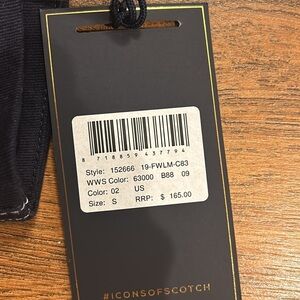 8 718859 437794
Style: 152666 19-FWLM-C83
WWS Color: 63000 B88 09
Color: 02 US
Size: S RRP: $ 165.00
#ICONSOFSCOTCH